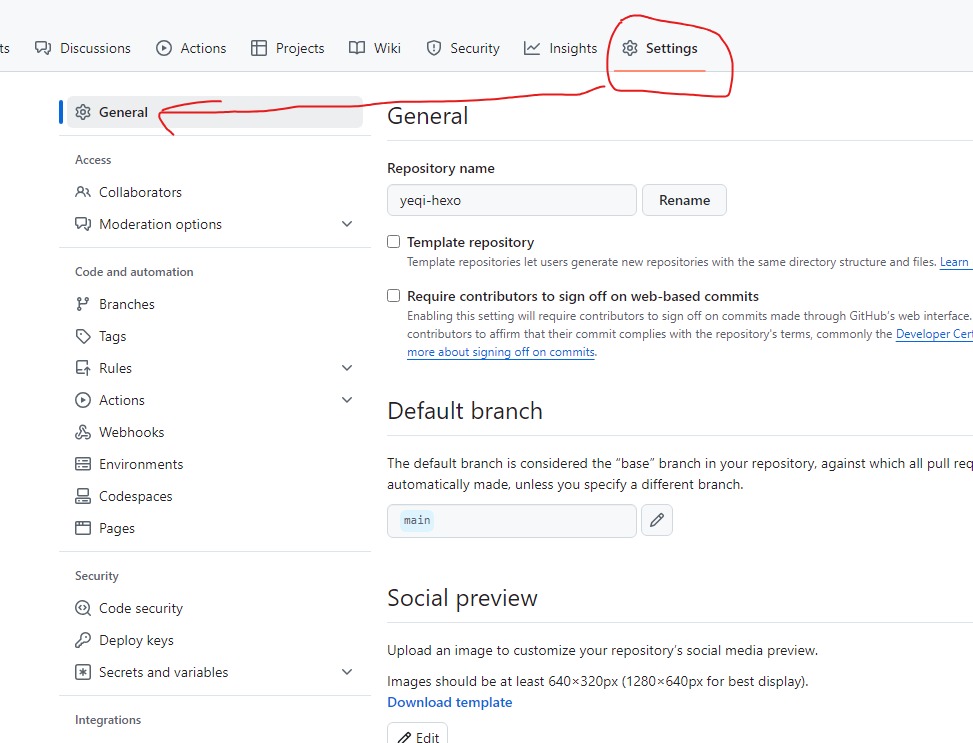 ts Discussions Actions Projects Wiki Security Insights Settings
General
Access
Collaborators
Moderation options
Code and automation
Branches
Tags
Rules
Actions
Webhooks
Environments
Codespaces
Pages
Security
Code security
Deploy keys
Secrets and variables
Integrations
General
Repository name
yeqi-hexo Rename
Template repository
Template repositories let users generate new repositories with the same directory structure and files. Learn
Require contributors to sign off on web-based commits
Enabling this setting will require contributors to sign off on commits made through GitHub’s web interface.
contributors to affirm that their commit complies with the repository's terms, commonly the Developer Cert
more about signing off on commits.
Default branch
The default branch is considered the “base” branch in your repository, against which all pull req
automatically made, unless you specify a different branch.
main
Social preview
Upload an image to customize your repository’s social media preview.
Images should be at least 640×320px (1280×640px for best display).
Download template
Edit